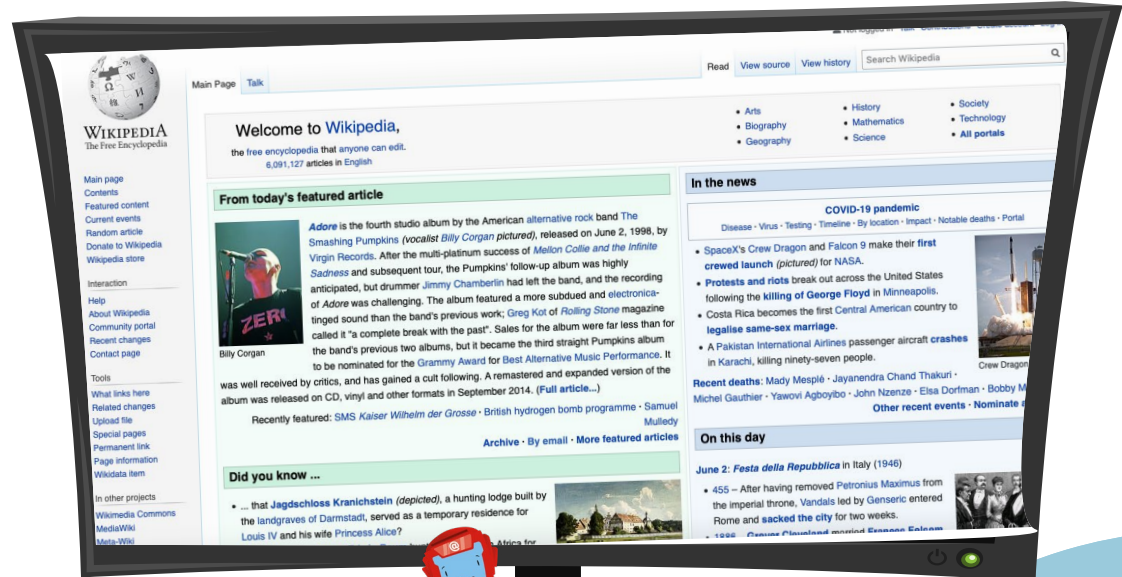 Not logged in Talk Contributions Create account Log
WIKIPEDIA
The Free Encyclopedia
Main Page Talk
Read View source View history
Search Wikipedia
Main page
Contents
Featured content
Current events
Random article
Donate to Wikipedia
Wikipedia store
Interaction
Help
About Wikipedia
Community portal
Recent changes
Contact page
Tools
What links here
Related changes
Upload file
Special pages
Permanent link
Page information
Wikidata item
In other projects
Wikimedia Commons
MediaWiki
Meta-Wiki
Welcome to Wikipedia,
the free encyclopedia that anyone can edit.
6,091,127 articles in English
• Arts
• Biography
• Geography
• History
• Mathematics
• Science
• Society
• Technology
• All portals
From today's featured article
ZERO
Billy Corgan
Adore is the fourth studio album by the American alternative rock band The
Smashing Pumpkins (vocalist Billy Corgan pictured), released on June 2, 1998, by
Virgin Records. After the multi-platinum success of Mellon Collie and the Infinite
Sadness and subsequent tour, the Pumpkins' follow-up album was highly
anticipated, but drummer Jimmy Chamberlin had left the band, and the recording
of Adore was challenging. The album featured a more subdued and electronica-
tinged sound than the band's previous work; Greg Kot of Rolling Stone magazine
called it "a complete break with the past". Sales for the album were far less than for
the band's previous two albums, but it became the third straight Pumpkins album
to be nominated for the Grammy Award for Best Alternative Music Performance. It
was well received by critics, and has gained a cult following. A remastered and expanded version of the
album was released on CD, vinyl and other formats in September 2014. (Full article...)
Recently featured: SMS Kaiser Wilhelm der Grosse · British hydrogen bomb programme · Samuel
Mulledy
Archive · By email · More featured articles
Did you know ...
• ... that Jagdschloss Kranichstein (depicted), a hunting lodge built by
the landgraves of Darmstadt, served as a temporary residence for
Louis IV and his wife Princess Alice?
Africa for
In the news
COVID-19 pandemic
Disease · Virus · Testing · Timeline · By location · Impact · Notable deaths · Portal
• SpaceX's Crew Dragon and Falcon 9 make their first
crewed launch (pictured) for NASA.
• Protests and riots break out across the United States
following the killing of George Floyd in Minneapolis.
• Costa Rica becomes the first Central American country to
legalise same-sex marriage.
• A Pakistan International Airlines passenger aircraft crashes
in Karachi, killing ninety-seven people.
Crew Dragon
Recent deaths: Mady Mesplé · Jayanendra Chand Thakuri ·
Michel Gauthier · Yawovi Agboyibo · John Nzenze · Elsa Dorfman · Bobby M
Other recent events · Nominate a
On this day
June 2: Festa della Repubblica in Italy (1946)
• 455 – After having removed Petronius Maximus from
the imperial throne, Vandals led by Genseric entered
Rome and sacked the city for two weeks.
• 1886 – Grover Cleveland married Frances Folsom
@